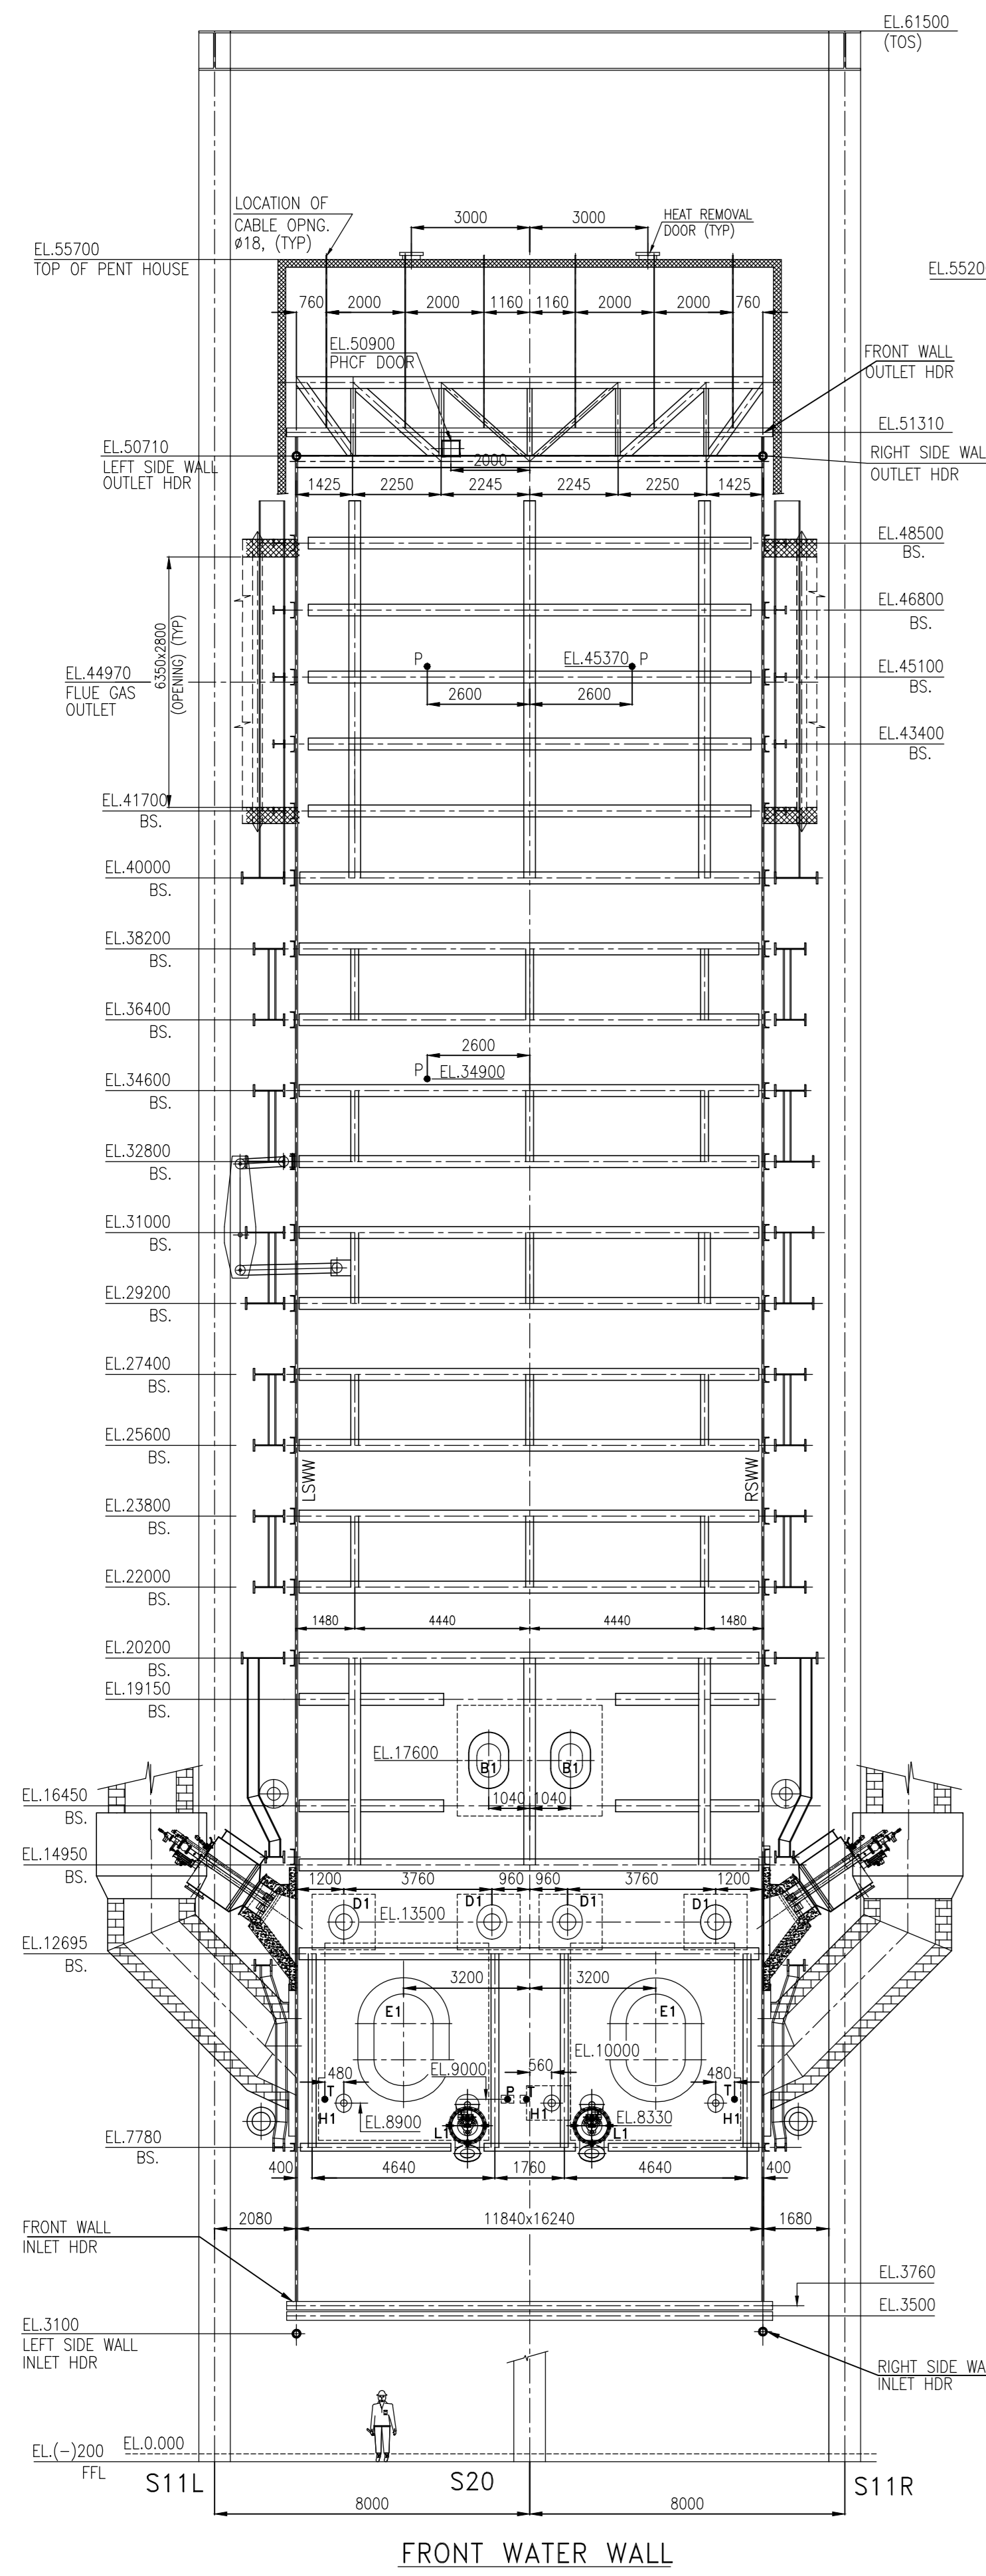 EL.61500
(TOS)
LOCATION OF
CABLE OPNG.
ø18, (TYP)
3000
3000
HEAT REMOVAL
DOOR (TYP)
EL.55700
TOP OF PENT HOUSE
EL.5520
760
2000
2000
1160
1160
2000
2000
760
EL.50900
PHCF DOOR
FRONT WALL
OUTLET HDR
EL.51310
EL.50710
LEFT SIDE WALL
OUTLET HDR
RIGHT SIDE WAL
OUTLET HDR
2000
1425
2250
2245
2245
2250
1425
EL.48500
BS.
EL.46800
BS.
6350x2800
(OPENING) (TYP)
P
EL.45370
P
EL.45100
BS.
EL.44970
FLUE GAS
OUTLET
2600
2600
EL.43400
BS.
EL.41700
BS.
EL.40000
BS.
EL.38200
BS.
EL.36400
BS.
2600
P
EL.34900
EL.34600
BS.
EL.32800
BS.
EL.31000
BS.
EL.29200
BS.
EL.27400
BS.
EL.25600
BS.
LSWW
RSWW
EL.23800
BS.
EL.22000
BS.
1480
4440
4440
1480
EL.20200
BS.
EL.19150
BS.
EL.17600
B1
B1
1040
1040
EL.16450
BS.
EL.14950
BS.
1200
3760
960
960
3760
1200
D1
D1
D1
D1
EL.13500
EL.12695
BS.
3200
3200
E1
E1
EL.10000
EL.9000
560
480
480
T
P
T
T
H1
H1
H1
EL.8900
EL.8330
L1
L1
EL.7780
BS.
400
4640
1760
4640
400
2080
11840x16240
1680
FRONT WALL
INLET HDR
EL.3760
EL.3500
EL.3100
LEFT SIDE WALL
INLET HDR
RIGHT SIDE WA
INLET HDR
EL.0.000
EL.(-)200
FFL
S11L
S20
S11R
8000
8000
FRONT WATER WALL